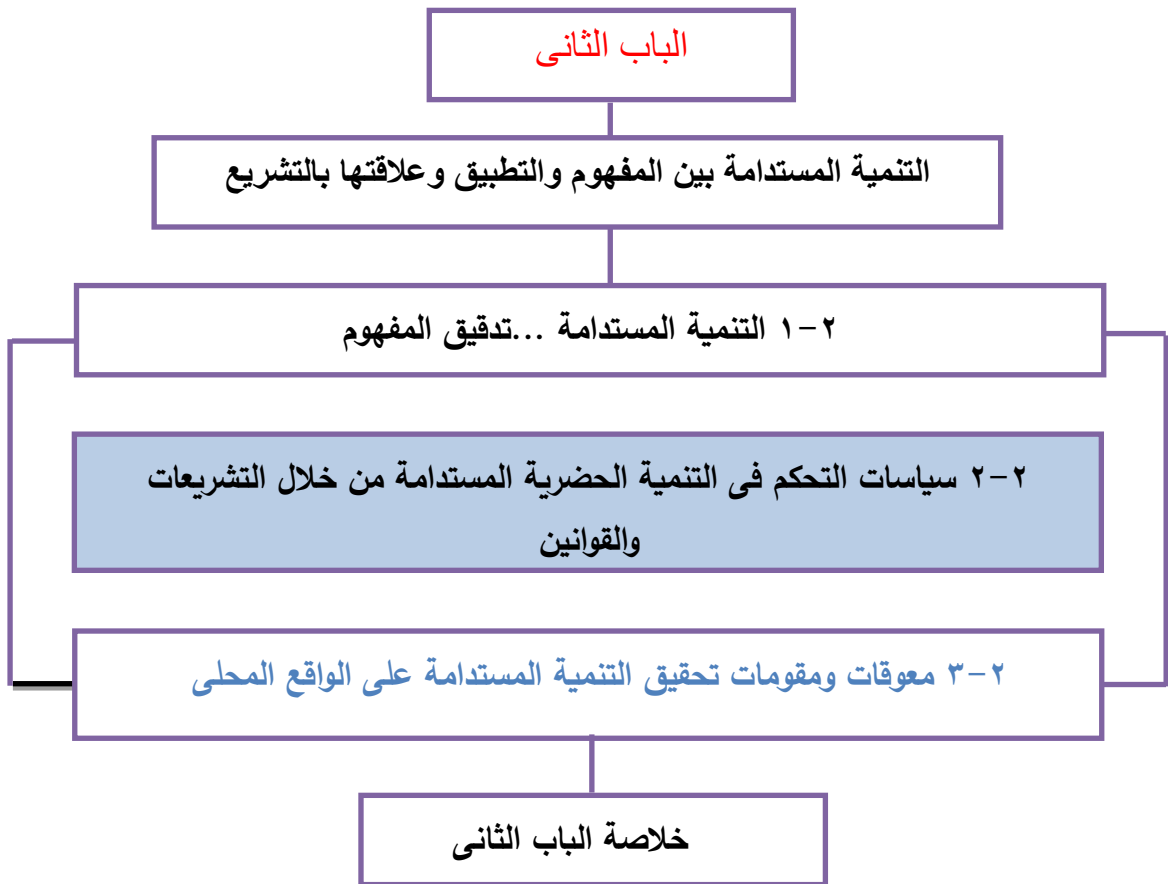 الباب الثانى
التنمية المستدامة بين المفهوم والتطبيق وعلاقتها بالتشريع
٢-١ التنمية المستدامة ...تدقيق المفهوم
٢-٢ سياسات التحكم فى التنمية الحضرية المستدامة من خلال التشريعات
والقوانين
٢-٣ معوقات ومقومات تحقيق التنمية المستدامة على الواقع المحلى
خلاصة الباب الثانى